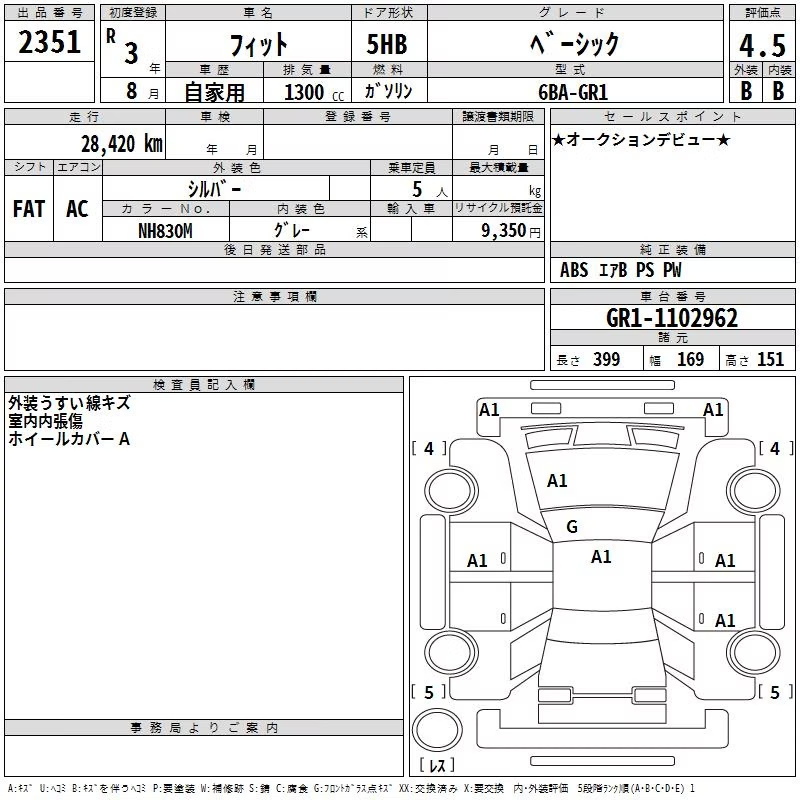 出品番号 初度登録 車名 ドア形状 グレード 評価点
2351 R 3 年 フィット 5HB ベーシック 4.5
車歴 排気量 燃料 型式 外装 内装
8 月 自家用 1300 CC ｶﾞｿﾘﾝ 6BA-GR1 B B
走行 車検 登録番号 譲渡書類期限
28,420 km 年 月 月 日
シフト エアコン 外装色 乗車定員 最大積載量
FAT AC ｼﾙﾊﾞｰ 5 人 kg
カラーNo. 内装色 輸入車 リサイクル預託金
NH830M ｸﾞﾚｰ 系 9,350 円
後日発送部品
セールスポイント
★オークションデビュー★
純正装備
ABS ｴｱB PS PW
注意事項欄
車台番号
GR1-1102962
諸元
長さ 399 幅 169 高さ 151
検査員記入欄
外装うすい線キズ
室内内張傷
ホイールカバーA
事務局よりご案内
A1 A1
[ 4 ] [ 4 ]
A1
G
A1 A1 A1
A1
[ 5 ] [ 5 ]
[ ﾚｽ ]
A:ｷｽﾞ U:ﾍｺﾐ B:ｷｽﾞを伴うﾍｺﾐ P:要塗装 W:補修跡 S:錆 C:腐食 G:ﾌﾛﾝﾄｶﾞﾗｽ点ｷｽﾞ XX:交換済み X:要交換 内･外装評価 5段階ﾗﾝｸ順(A･B･C･D･E) 1